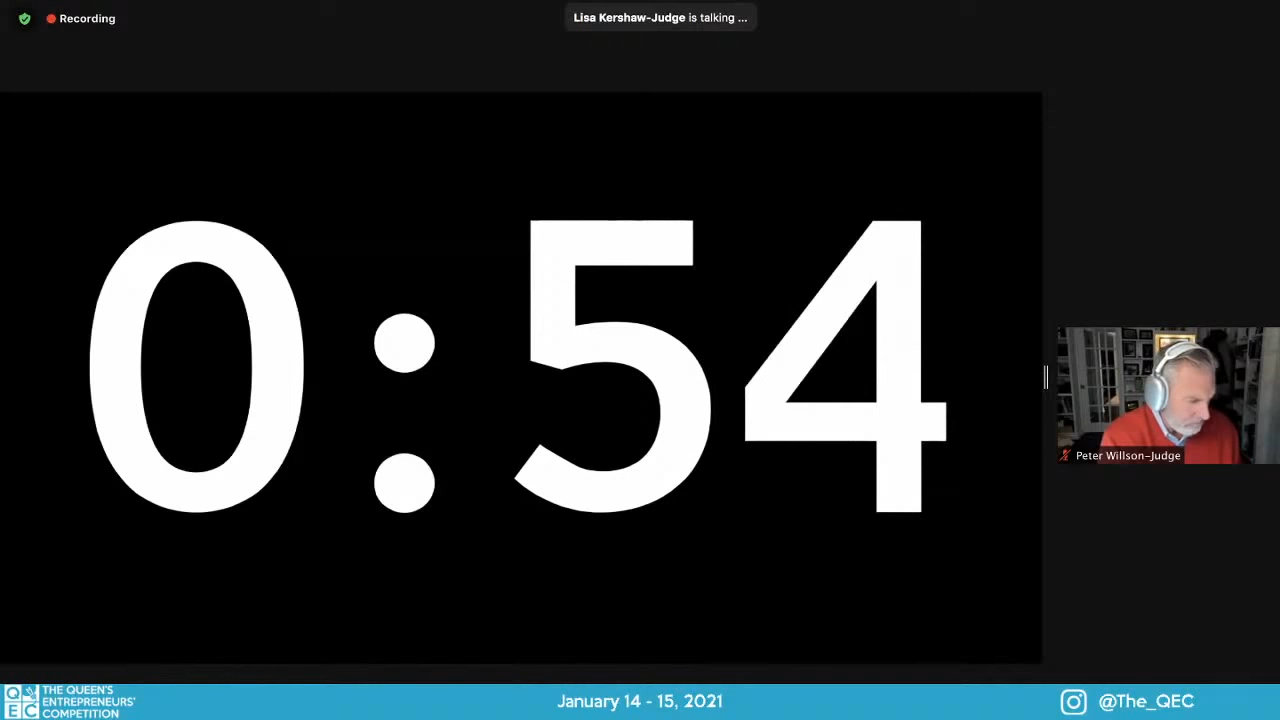 Recording
Lisa Kershaw-Judge is talking ...
0:54
Peter Willson-Judge
Q
E C
THE QUEEN'S
ENTREPRENEURS'
COMPETITION
January 14 - 15, 2021
@The_QEC